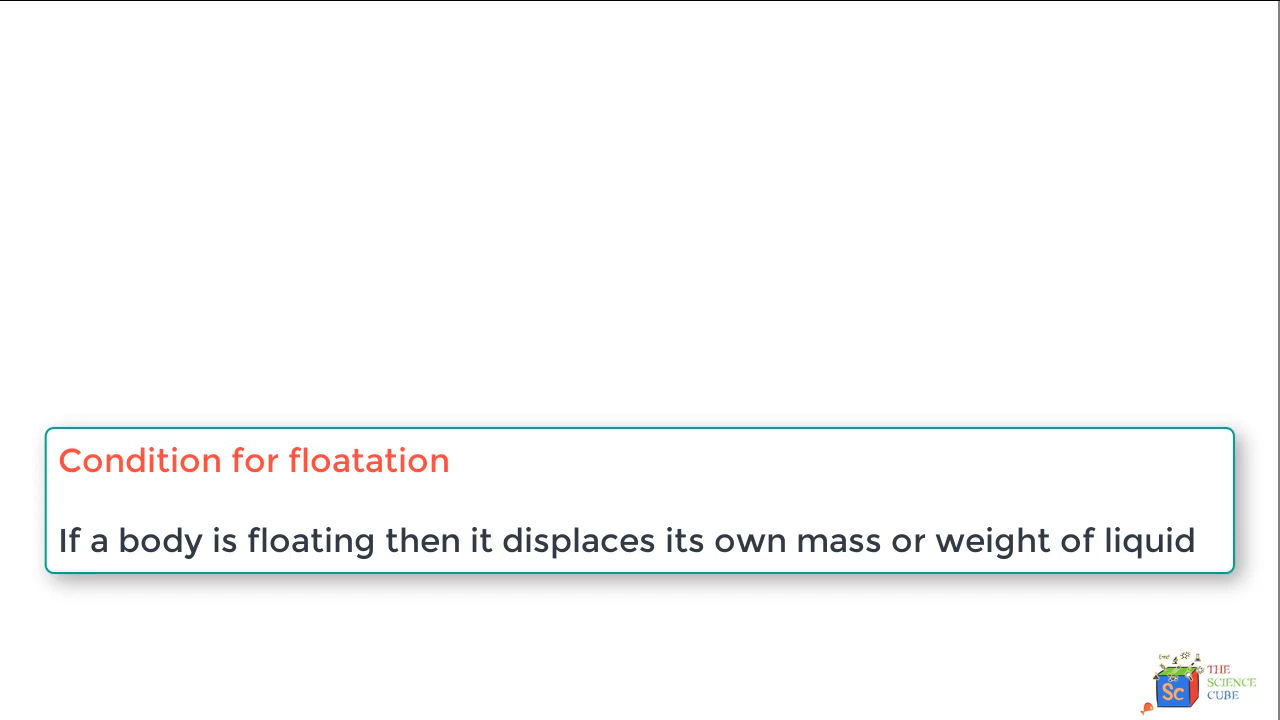 Condition for floatation
If a body is floating then it displaces its own mass or weight of liquid
Sc
THE
SCIENCE
CUBE